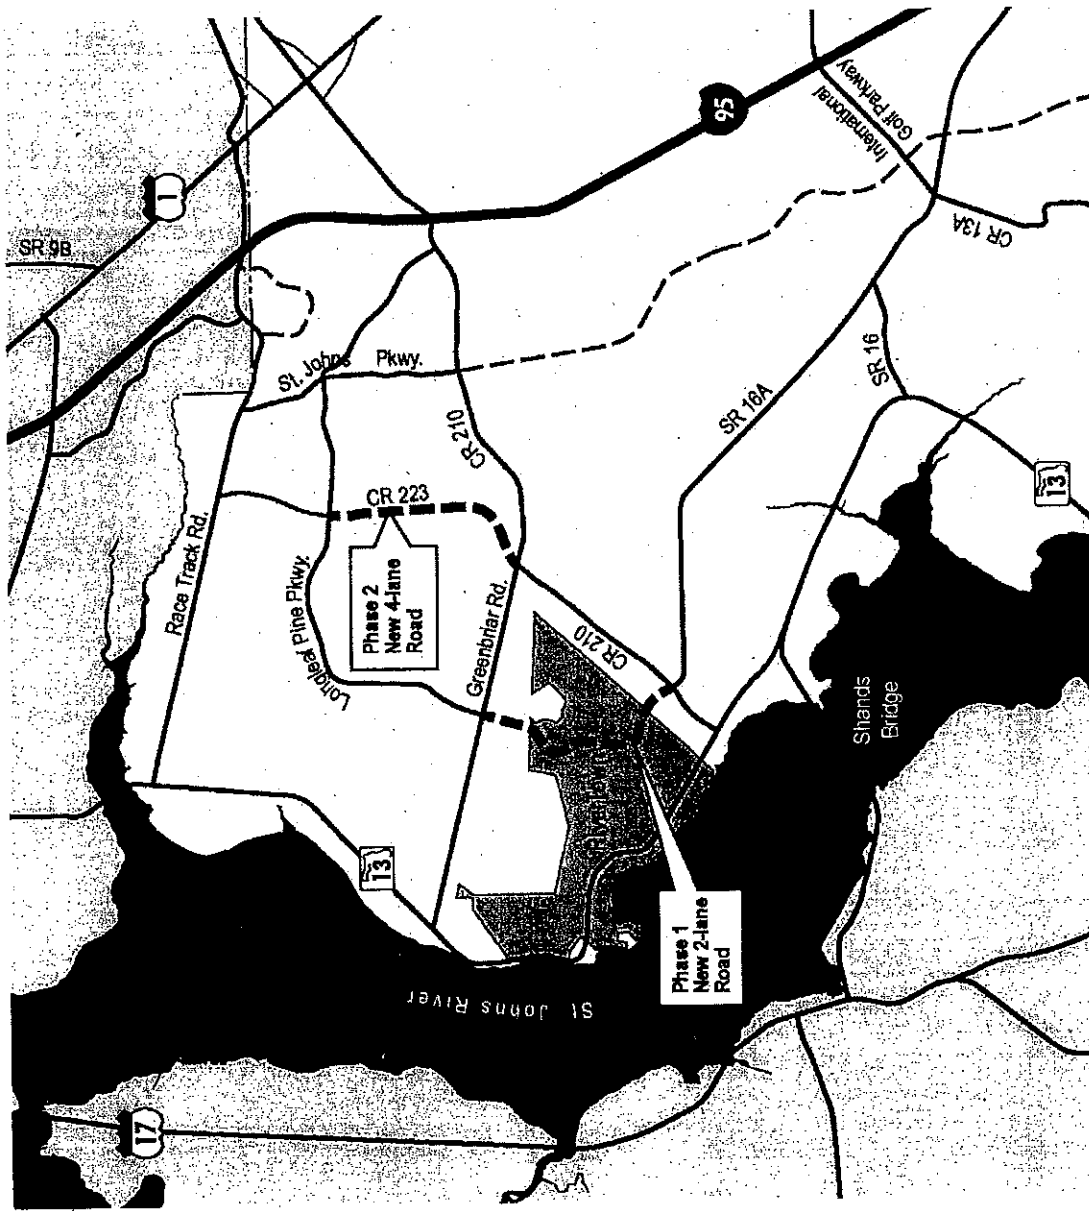 SR 9B
1
95
International
Golf Parkway
CR 13A
St. Johns
Pkwy.
Race Track Rd.
CR 210
SR 16A
SR 16
CR 223
Phase 2
New 4-lane
Road
Longleaf Pine Pkwy.
Greenbriar Rd.
CR 210
13
13
Shands
Bridge
Phase 1
New 2-lane
Road
St. Johns River
17